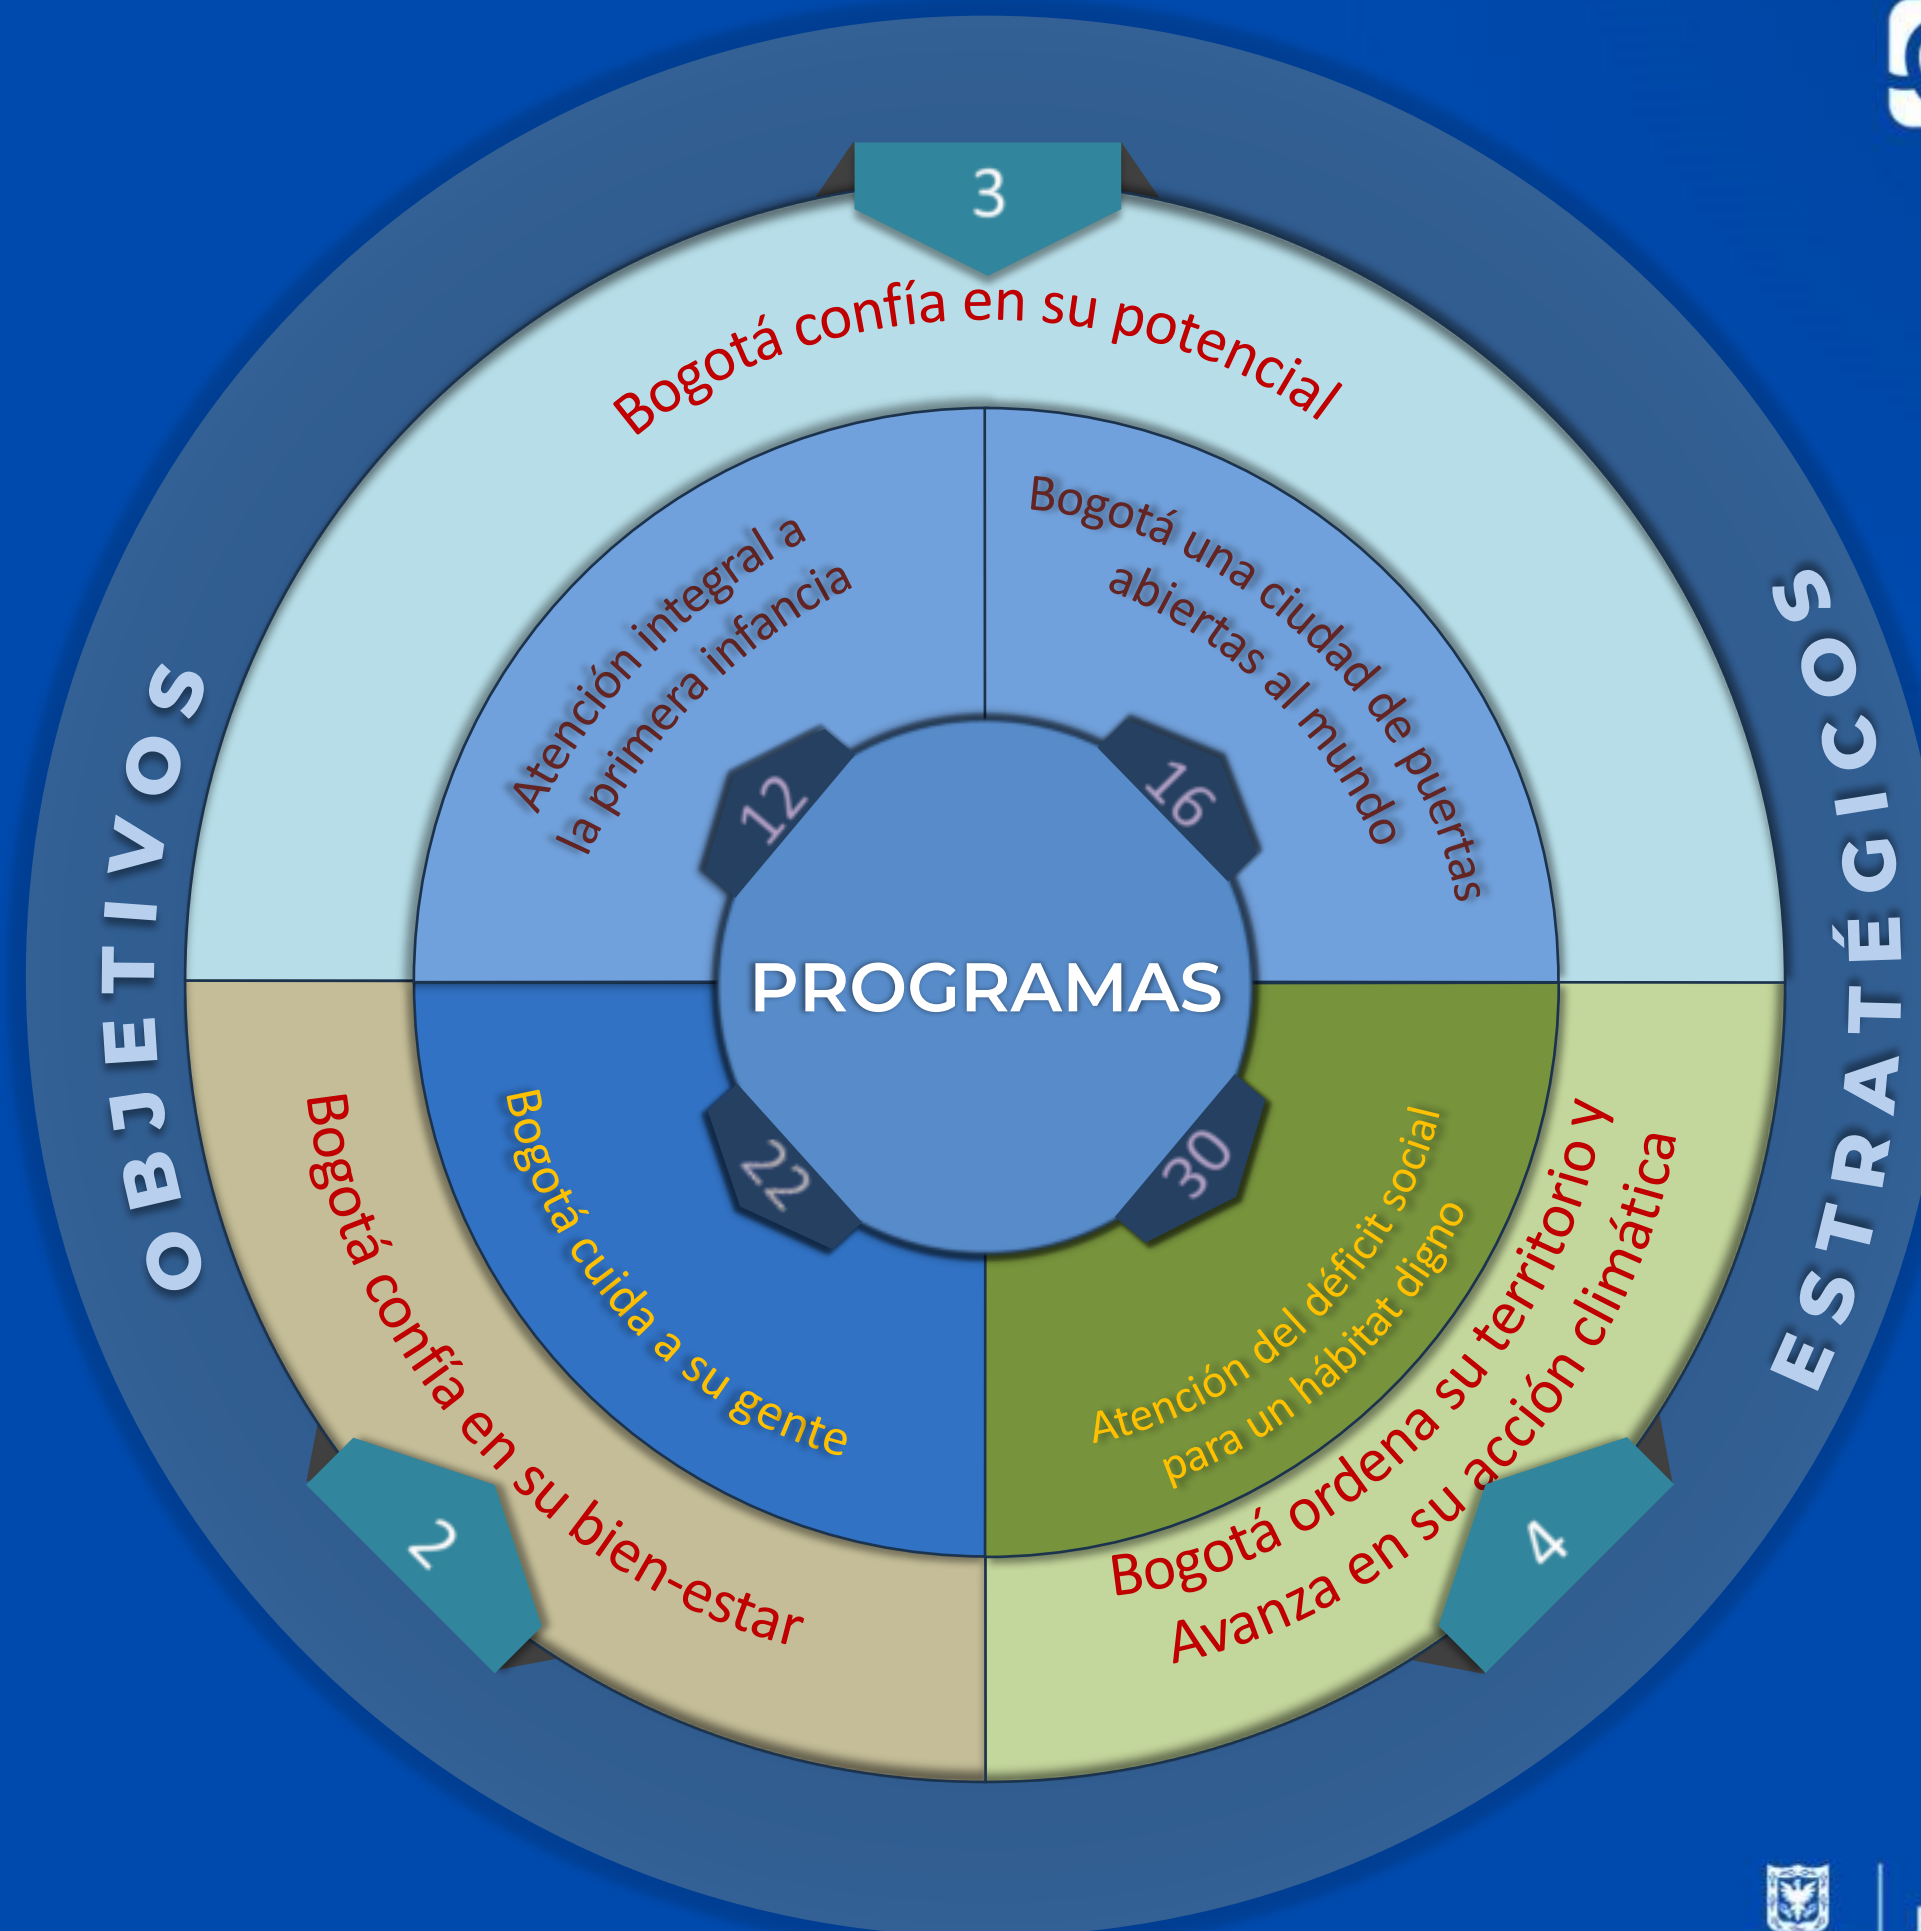 3
Bogotá confía en su potencial
Atención integral a
la primera infancia
12
Bogotá una ciudad de puertas
abiertas al mundo
16
OBJETIVOS
ESTRATÉGICOS
PROGRAMAS
22
Bogotá cuida a su gente
Bogotá confía en su bien-estar
2
30
Atención del déficit social
para un hábitat digno
Bogotá ordena su territorio y
Avanza en su acción climática
4